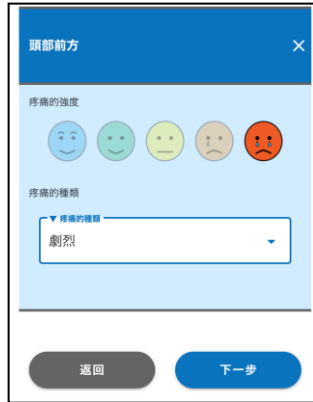 頭部前方 ×
疼痛的強度
疼痛的種類
▼ 疼痛的種類
劇烈
返回
下一步